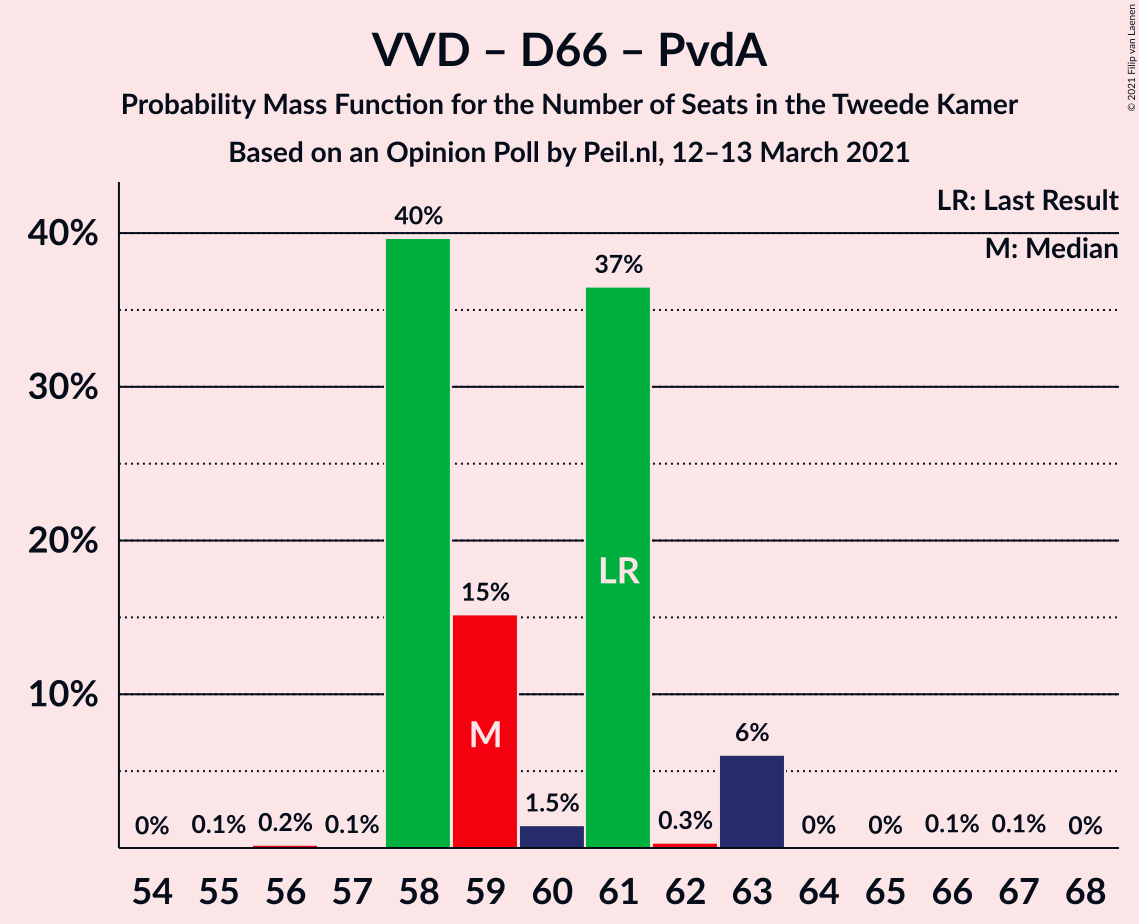 VVD – D66 – PvdA
Probability Mass Function for the Number of Seats in the Tweede Kamer
Based on an Opinion Poll by Peil.nl, 12–13 March 2021
© 2021 Filip van Laenen
LR: Last Result
M: Median
40%
30%
20%
10%
0%
0.1%
0.2%
0.1%
40%
15%
1.5%
37%
0.3%
6%
0%
0%
0.1%
0.1%
0%
M
LR
54 55 56 57 58 59 60 61 62 63 64 65 66 67 68